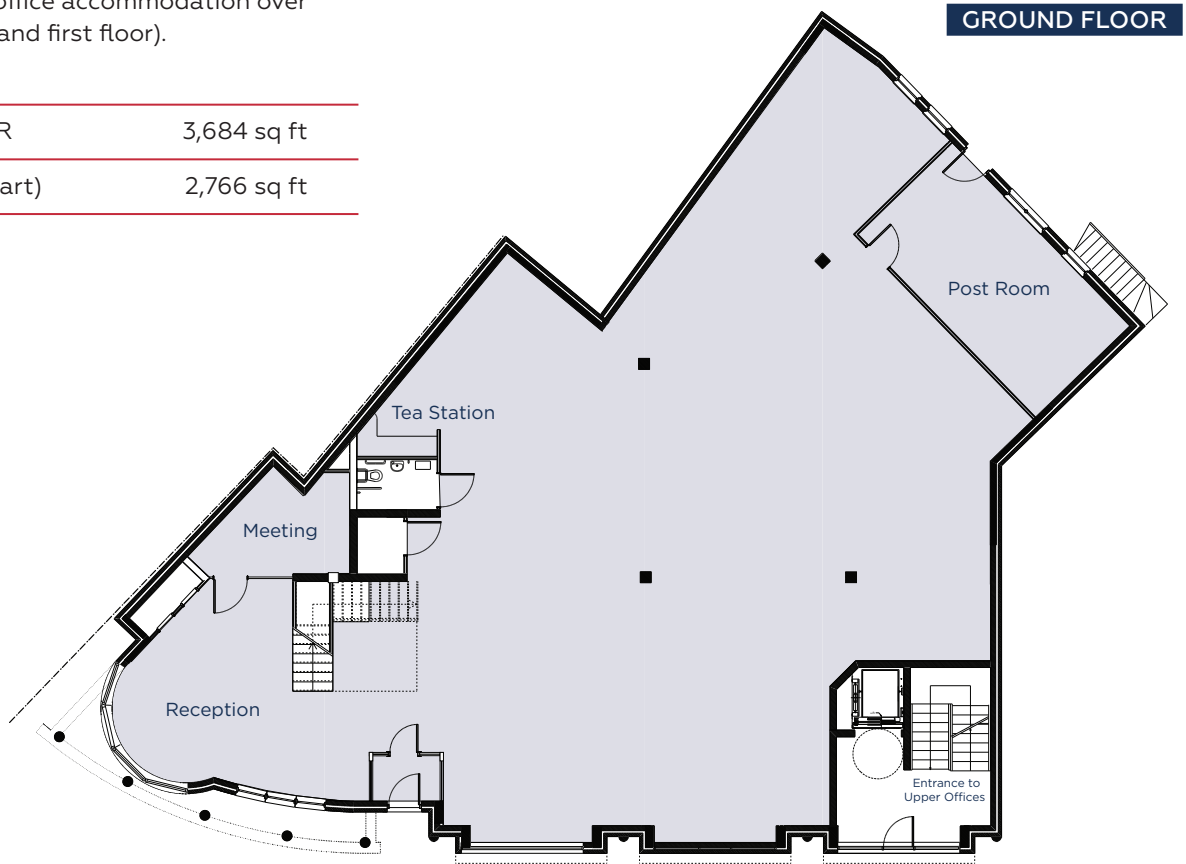 office accommodation over
and first floor).
GROUND FLOOR
R 3,684 sq ft
art) 2,766 sq ft
Post Room
Tea Station
Meeting
Reception
Entrance to
Upper Offices